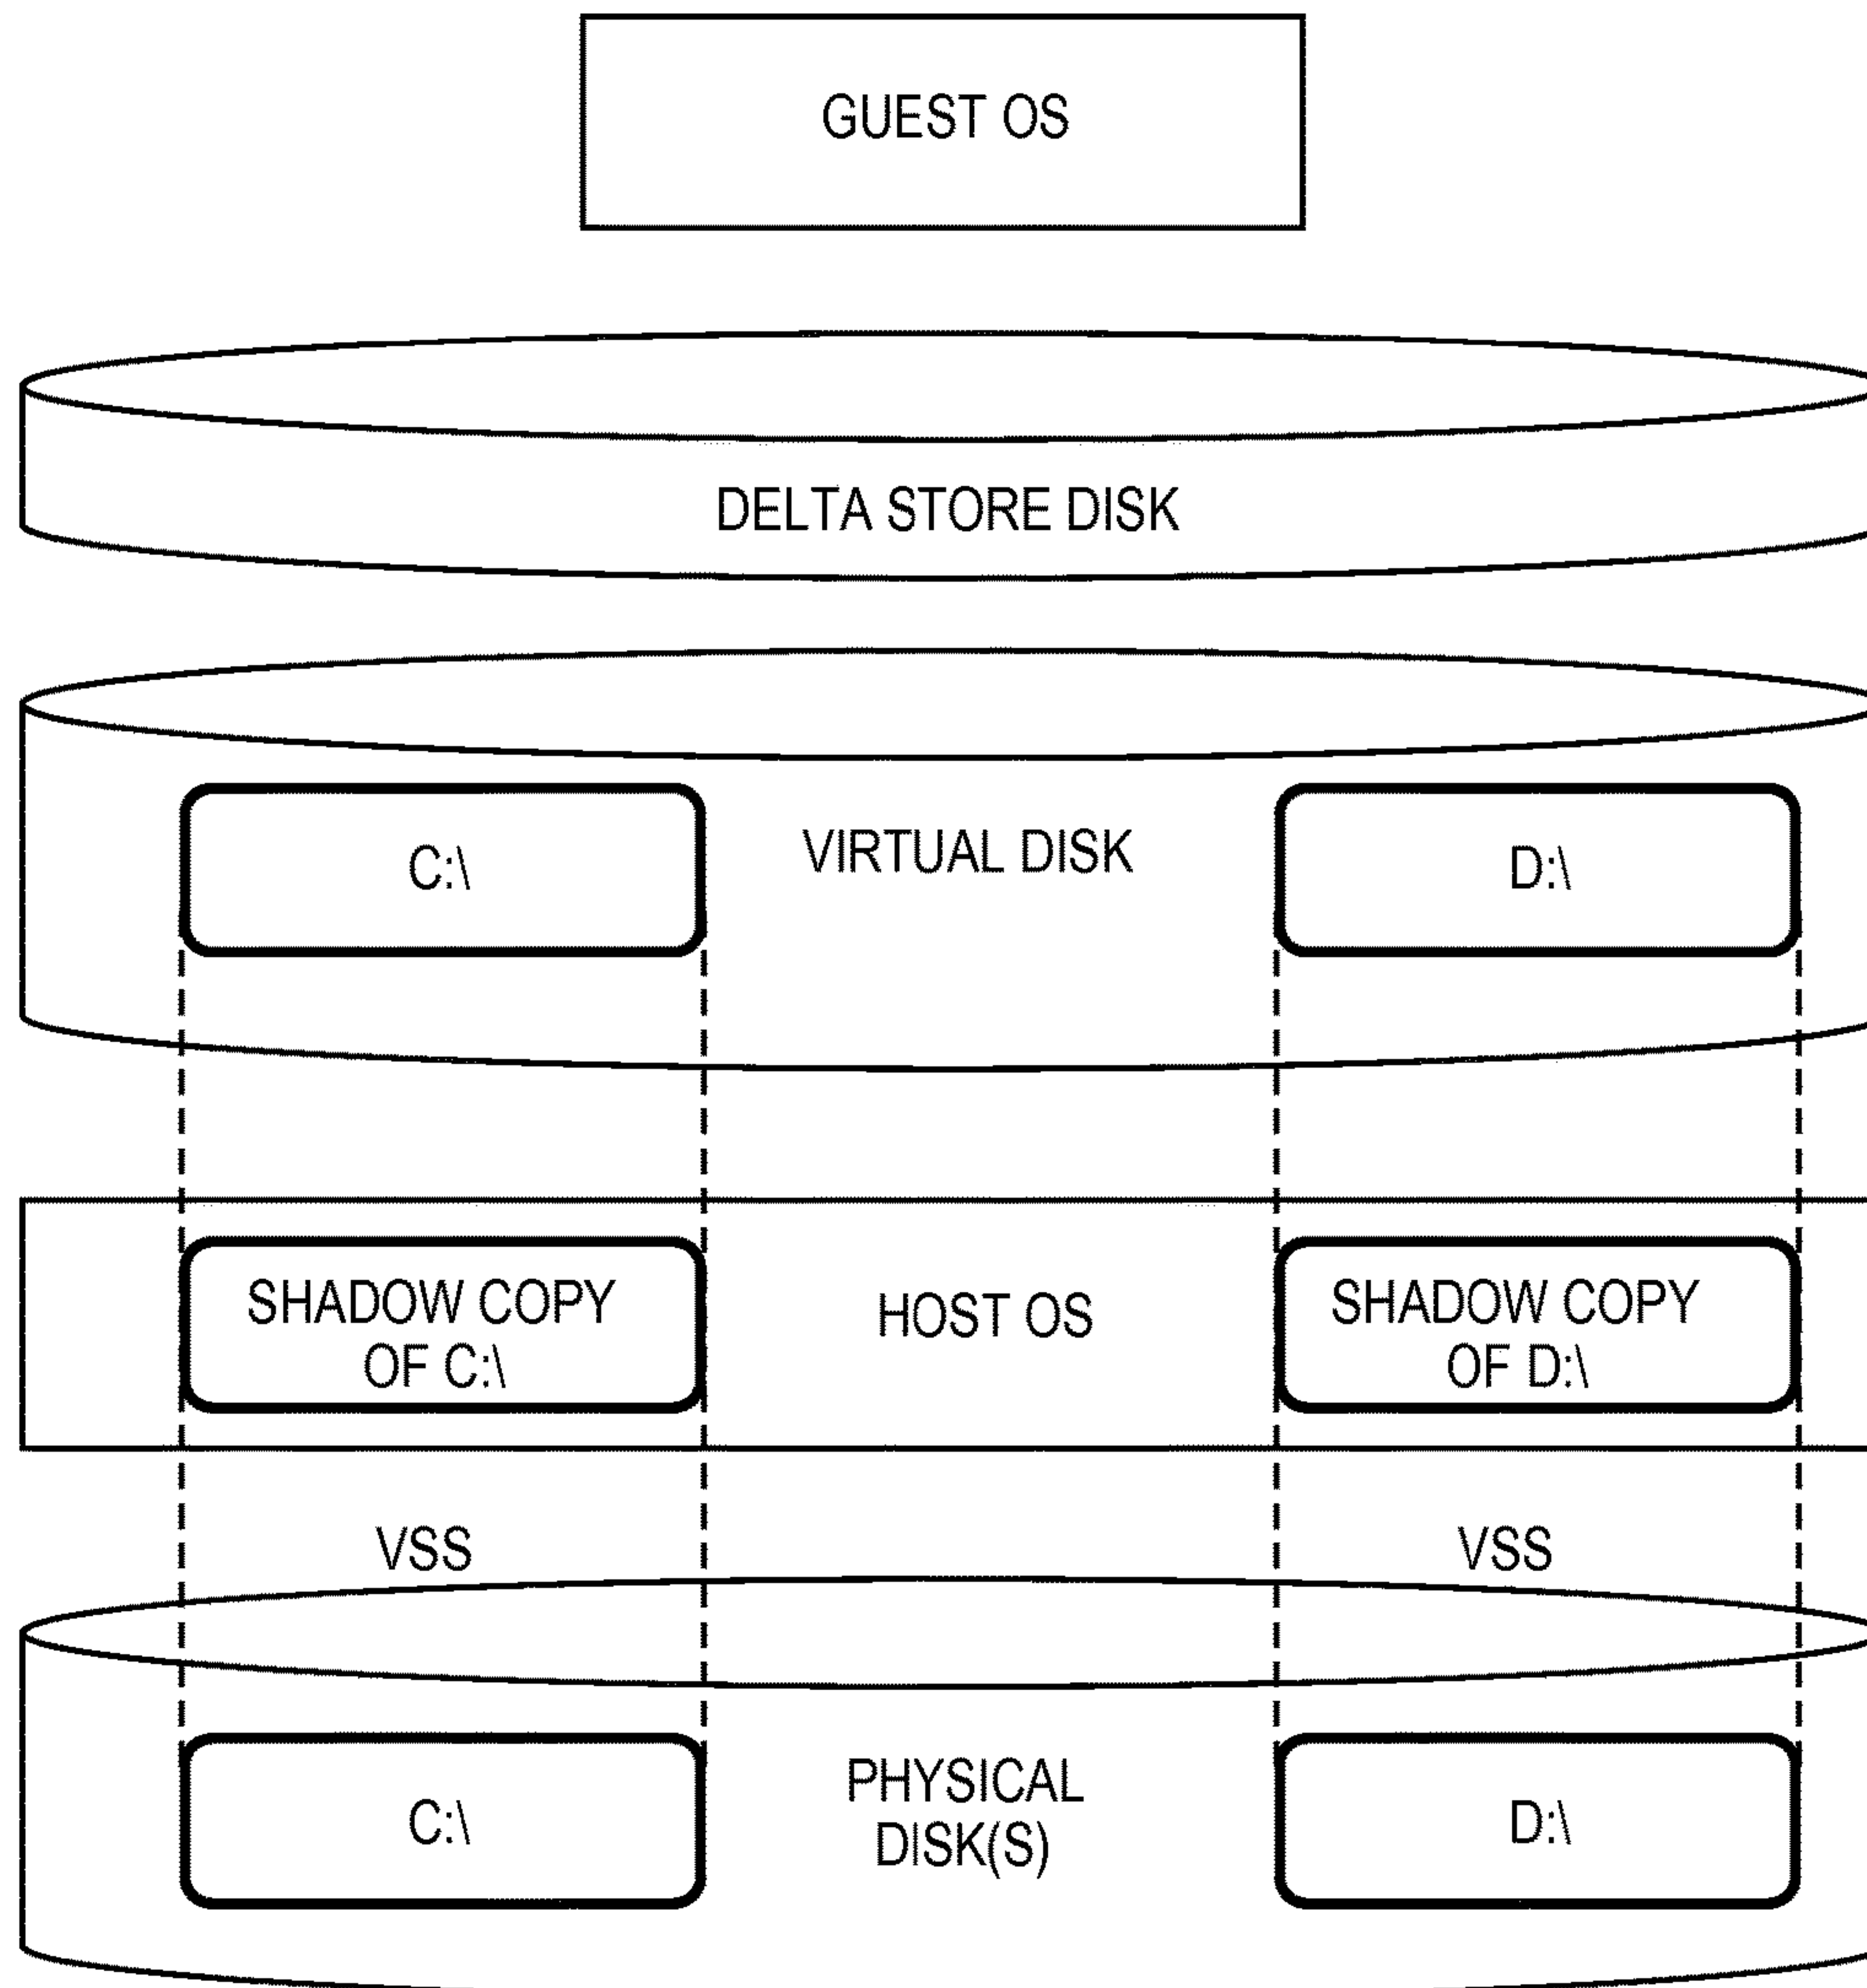 GUEST OS
DELTA STORE DISK
C:\
VIRTUAL DISK
D:\
SHADOW COPY
OF C:\
HOST OS
SHADOW COPY
OF D:\
VSS
VSS
C:\
PHYSICAL
DISK(S)
D:\